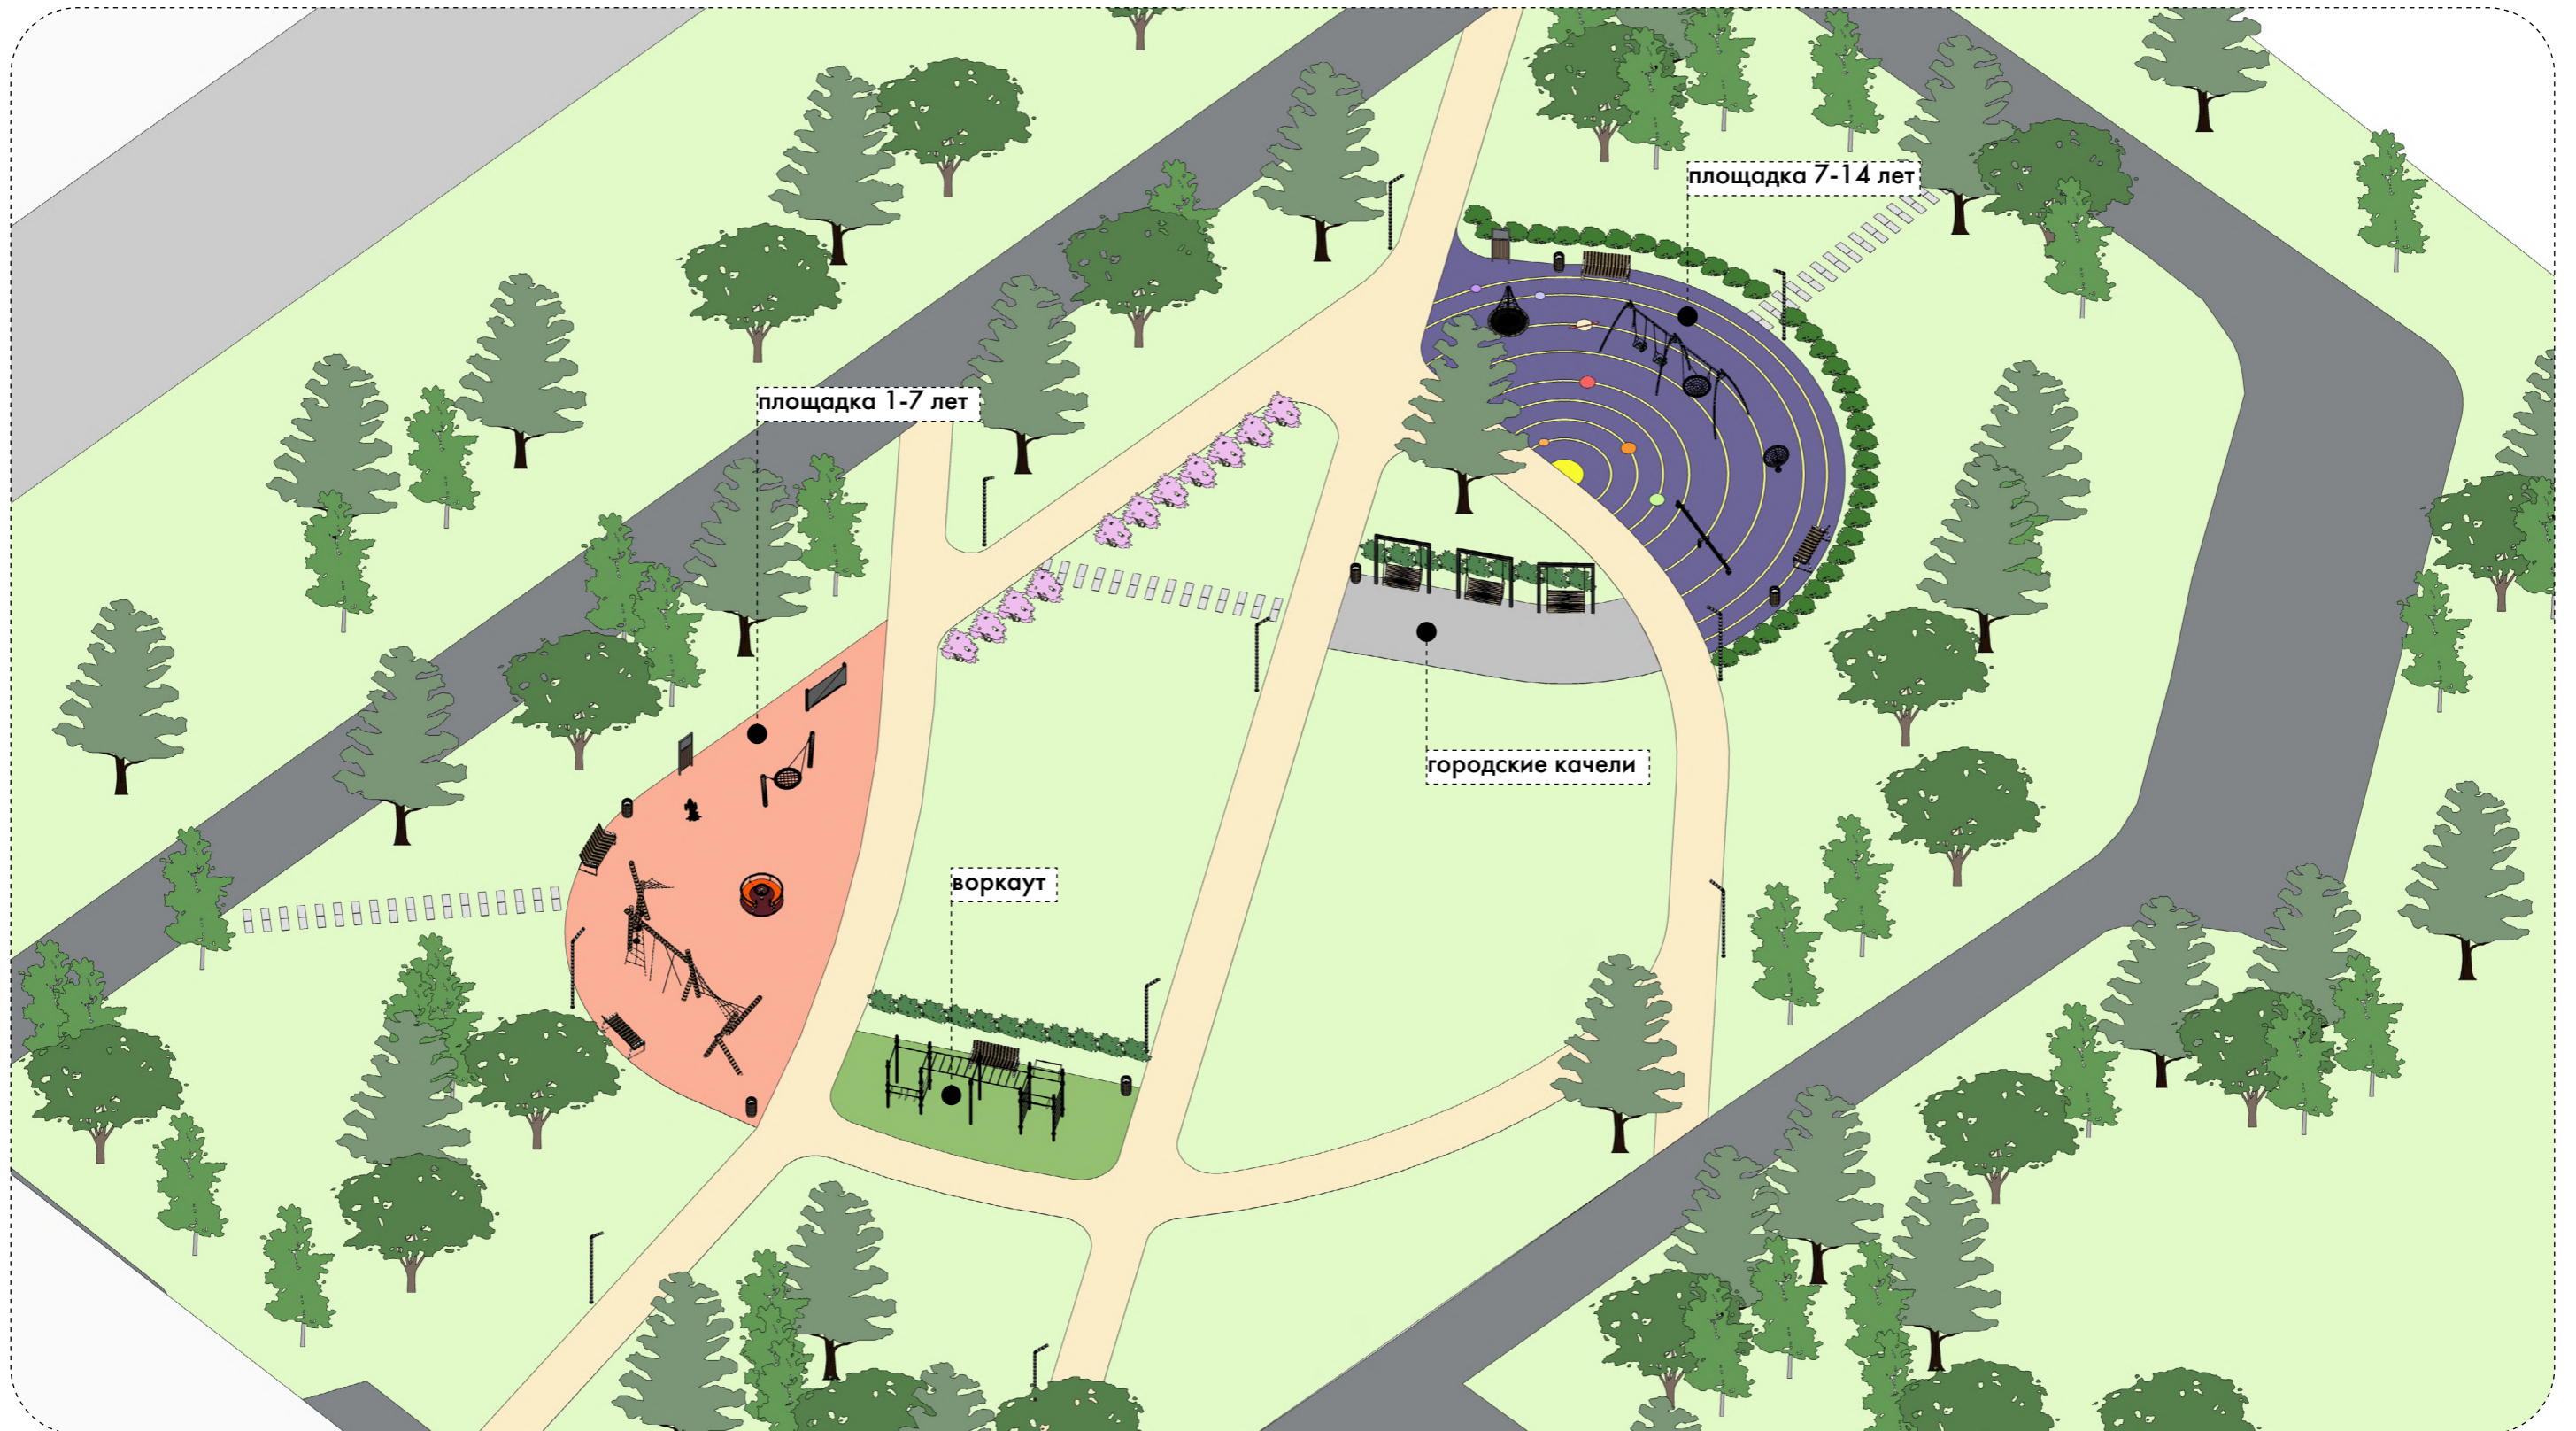 площадка 7-14 лет
площадка 1-7 лет
городские качели
воркаут